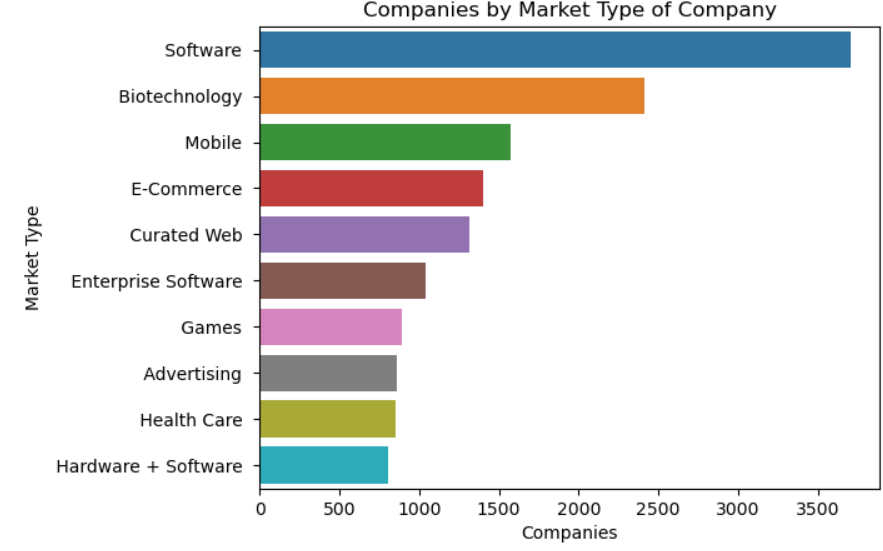 Companies by Market Type of Company
Market Type
Software
Biotechnology
Mobile
E-Commerce
Curated Web
Enterprise Software
Games
Advertising
Health Care
Hardware + Software
0 500 1000 1500 2000 2500 3000 3500
Companies